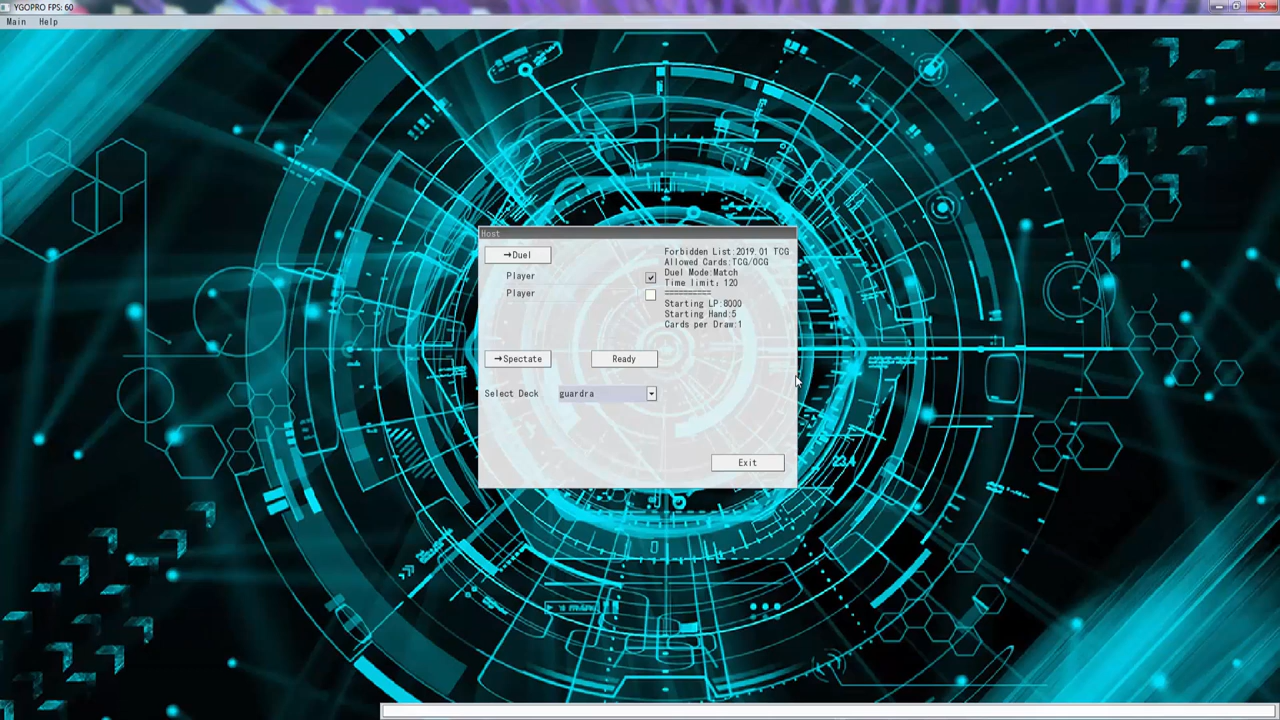 YGOPRO FPS: 60
Main Help
Host
→Duel
Player
Player
Forbidden List:2019.01 TCG
Allowed Cards:TCG/OCG
Duel Mode:Match
Time limit: 120
==========
Starting LP:8000
Starting Hand:5
Cards per Draw:1
→Spectate
Ready
Select Deck
guardra
Exit
23.4